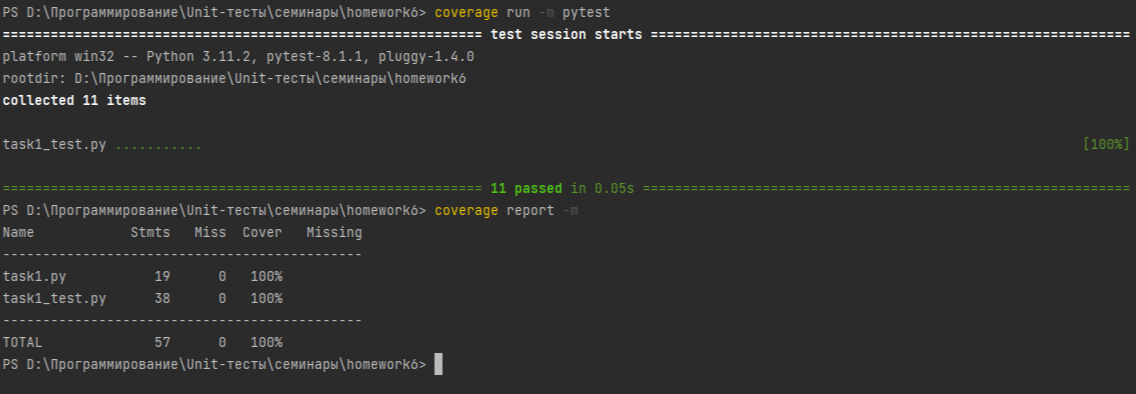 PS D:\Программирование\Unit-тесты\семинары\homework6> coverage run -m pytest
============================================================ test session starts ============================================================
platform win32 -- Python 3.11.2, pytest-8.1.1, pluggy-1.4.0
rootdir: D:\Программирование\Unit-тесты\семинары\homework6
collected 11 items
task1_test.py ........... [100%]
============================================================ 11 passed in 0.05s =============================================================
PS D:\Программирование\Unit-тесты\семинары\homework6> coverage report -m
Name            Stmts   Miss  Cover   Missing
---------------------------------------------
task1.py           19      0   100%
task1_test.py      38      0   100%
---------------------------------------------
TOTAL              57      0   100%
PS D:\Программирование\Unit-тесты\семинары\homework6>